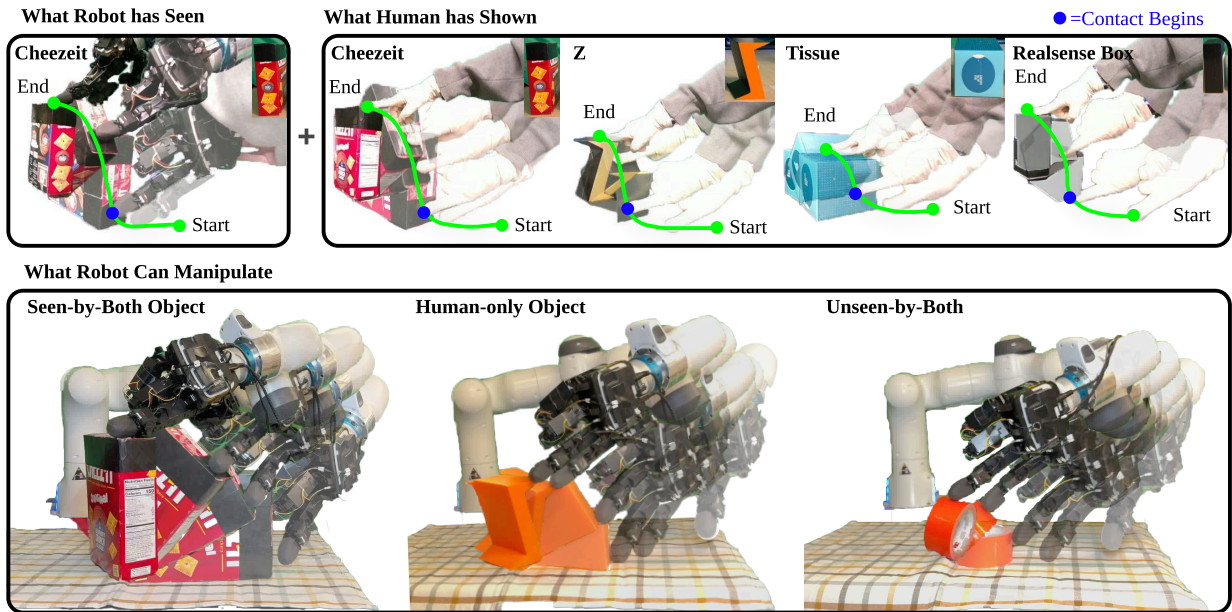 What Robot has Seen
What Human has Shown
=Contact Begins
Cheezeit
End
Start
+
Cheezeit
End
Start
Z
End
Start
Tissue
End
Start
Realsense Box
End
Start
What Robot Can Manipulate
Seen-by-Both Object
Human-only Object
Unseen-by-Both